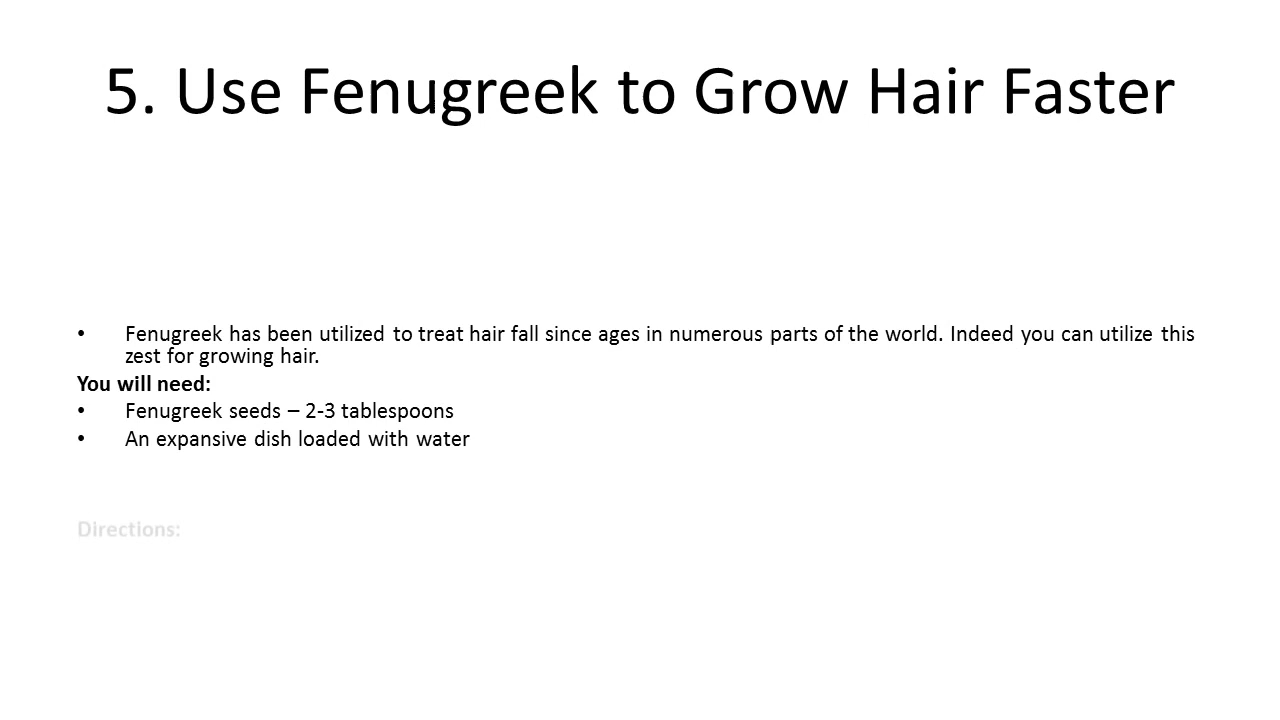 5. Use Fenugreek to Grow Hair Faster
• Fenugreek has been utilized to treat hair fall since ages in numerous parts of the world. Indeed you can utilize this
zest for growing hair.
You will need:
• Fenugreek seeds – 2-3 tablespoons
• An expansive dish loaded with water
Directions: